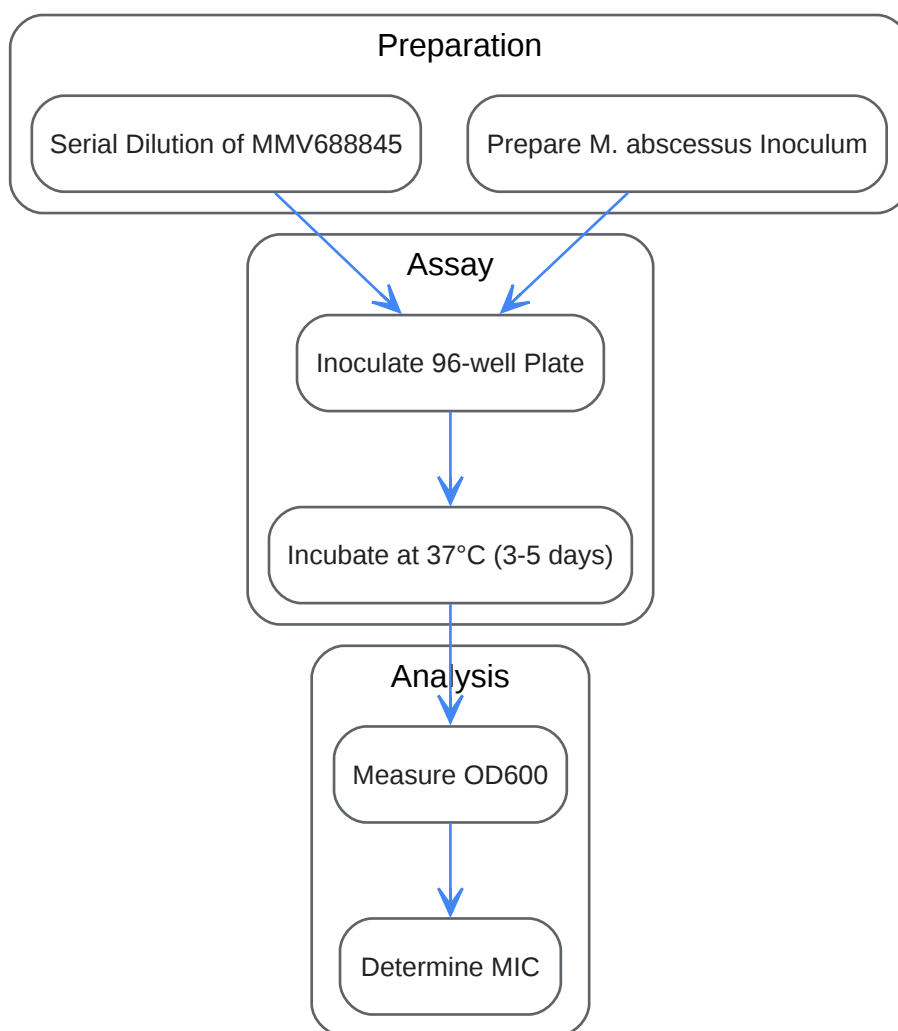 Preparation
Serial Dilution of MMV688845
Prepare M. abscessus Inoculum
Assay
Inoculate 96-well Plate
Incubate at 37°C (3-5 days)
Analysis
Measure OD600
Determine MIC